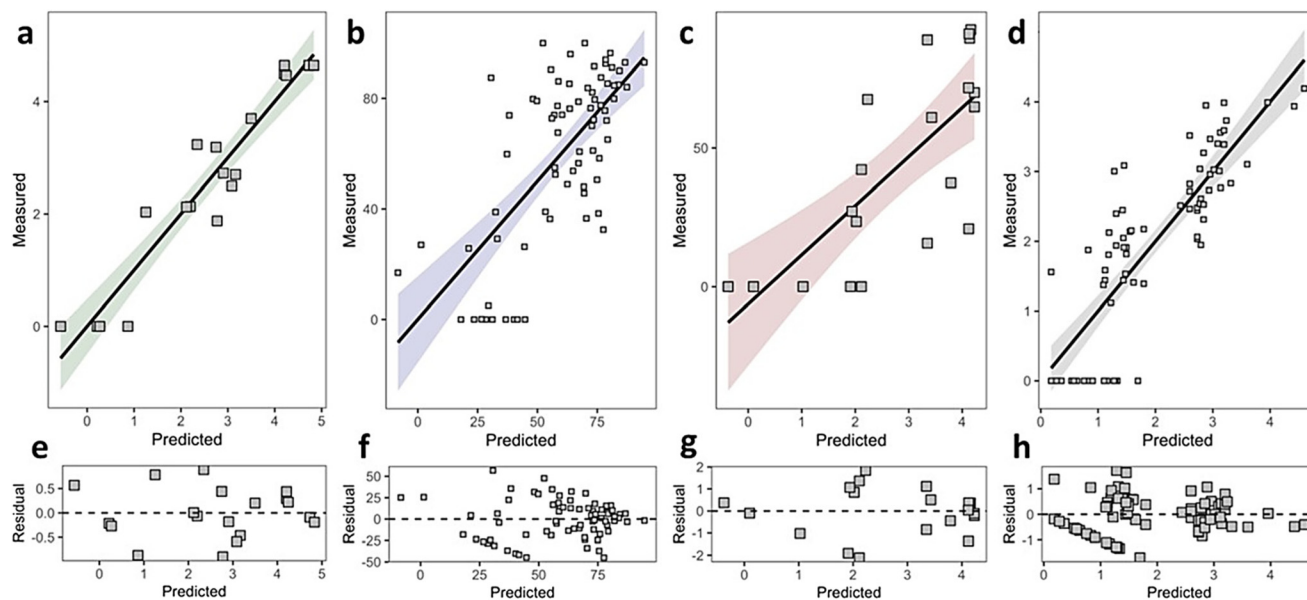 a
4
2
0
Measured
0 1 2 3 4 5
Predicted
b
80
40
0
Measured
0 25 50 75
Predicted
c
50
0
Measured
0 1 2 3 4
Predicted
d
4
3
2
1
0
Measured
0 1 2 3 4
Predicted
e
0.5
0.0
-0.5
Residual
0 1 2 3 4 5
Predicted
f
50
25
0
-25
-50
Residual
0 25 50 75
Predicted
g
2
1
0
-1
-2
Residual
0 1 2 3 4
Predicted
h
1
0
-1
Residual
0 1 2 3 4
Predicted